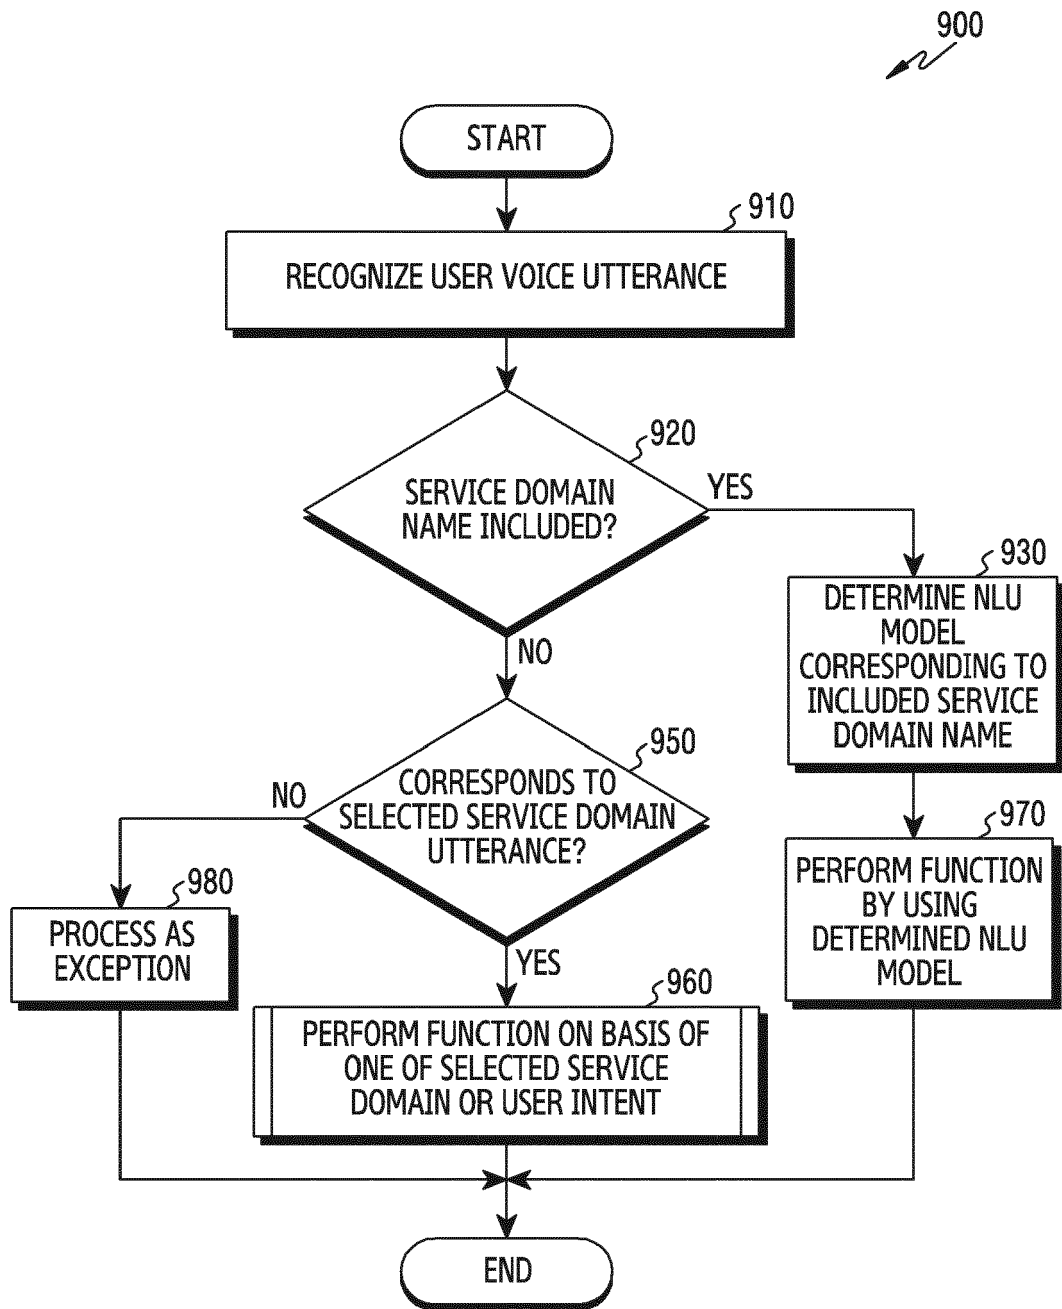 900
START
910
RECOGNIZE USER VOICE UTTERANCE
920
SERVICE DOMAIN
NAME INCLUDED?
YES
NO
930
DETERMINE NLU
MODEL
CORRESPONDING TO
INCLUDED SERVICE
DOMAIN NAME
950
CORRESPONDS TO
SELECTED SERVICE DOMAIN
UTTERANCE?
NO
YES
970
PERFORM FUNCTION
BY USING
DETERMINED NLU
MODEL
980
PROCESS AS
EXCEPTION
960
PERFORM FUNCTION ON BASIS OF
ONE OF SELECTED SERVICE
DOMAIN OR USER INTENT
END